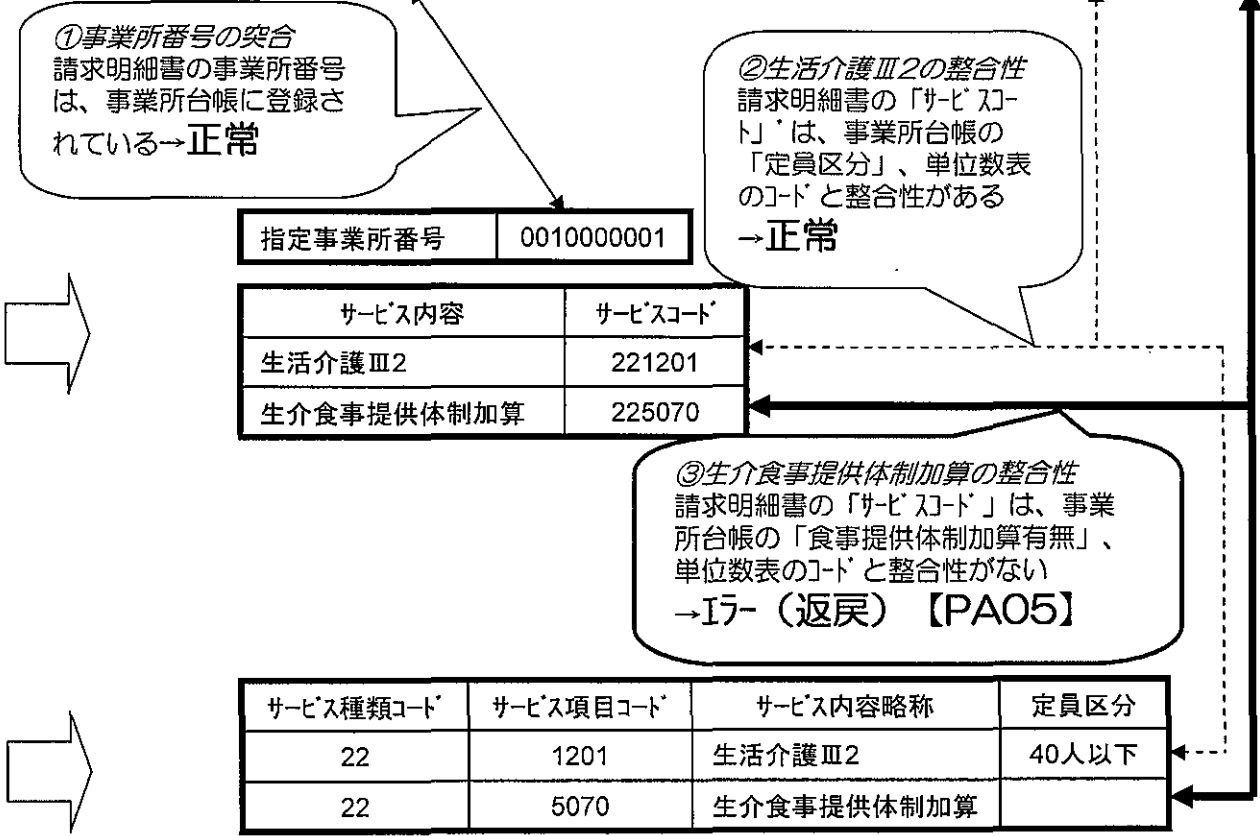 ①事業所番号の突合
請求明細書の事業所番号
は、事業所台帳に登録さ
れている→正常
②生活介護Ⅲ2の整合性
請求明細書の「ｻｰﾋﾞｽｺｰ
ﾄ」ﾞは、事業所台帳の
「定員区分」、単位数表
のｺｰﾄﾞと整合性がある
→正常
指定事業所番号 0010000001
ｻｰﾋﾞｽ内容 ｻｰﾋﾞｽｺｰﾄﾞ
生活介護Ⅲ2 221201
生介食事提供体制加算 225070
③生介食事提供体制加算の整合性
請求明細書の「ｻｰﾋﾞｽｺｰﾄﾞ」は、事業
所台帳の「食事提供体制加算有無」、
単位数表のｺｰﾄﾞと整合性がない
→ｴﾗｰ（返戻）【PA05】
ｻｰﾋﾞｽ種類ｺｰﾄﾞ ｻｰﾋﾞｽ項目ｺｰﾄﾞ ｻｰﾋﾞｽ内容略称 定員区分
22 1201 生活介護Ⅲ2 40人以下
22 5070 生介食事提供体制加算